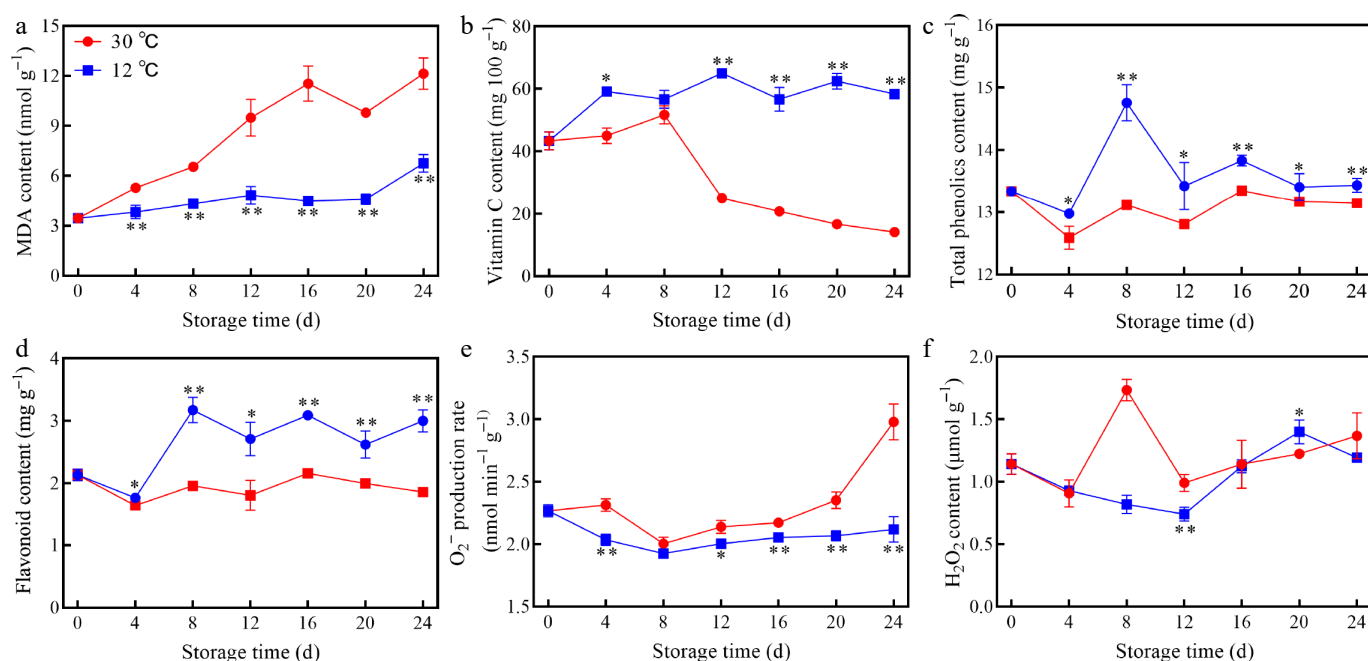 a
MDA content (nmol g⁻¹)
15
12
9
6
3
0
30 ℃
12 ℃
** ** ** ** ** **
0 4 8 12 16 20 24
Storage time (d)
b
Vitamin C content (mg 100 g⁻¹)
80
60
40
20
0
* ** ** ** **
0 4 8 12 16 20 24
Storage time (d)
c
Total phenolics content (mg g⁻¹)
16
15
14
13
12
* ** * ** * **
0 4 8 12 16 20 24
Storage time (d)
d
Flavonoid content (mg g⁻¹)
4
3
2
1
0
* ** * ** ** **
0 4 8 12 16 20 24
Storage time (d)
e
O₂⁻ production rate
(nmol min⁻¹ g⁻¹)
3.5
3.0
2.5
2.0
1.5
** * ** ** **
0 4 8 12 16 20 24
Storage time (d)
f
H₂O₂ content (μmol g⁻¹)
2.0
1.5
1.0
0.5
0.0
** *
0 4 8 12 16 20 24
Storage time (d)